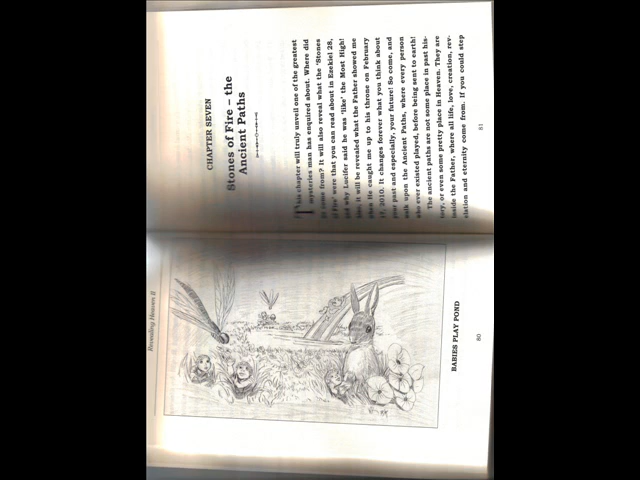 Revealing Heaven II
BABIES PLAY POND
80
CHAPTER SEVEN
Stones of Fire – the
Ancient Paths
This chapter will truly unveil one of the greatest
mysteries man has enquired about. Where did
we come from? It will also reveal what the 'Stones
of Fire' were that you can read about in Ezekiel 28,
and why Lucifer said he was 'like' the Most High!
Also, it will be revealed what the Father showed me
when He caught me up to his throne on February
17, 2010. It changes forever what you think about
your past and especially, your future! So come, and
walk upon the Ancient Paths, where every person
who ever existed played, before being sent to earth!
The ancient paths are not some place in past his-
tory, or even some pretty place in Heaven. They are
inside the Father, where all life, love, creation, rev-
elation and eternity come from. If you could step
81